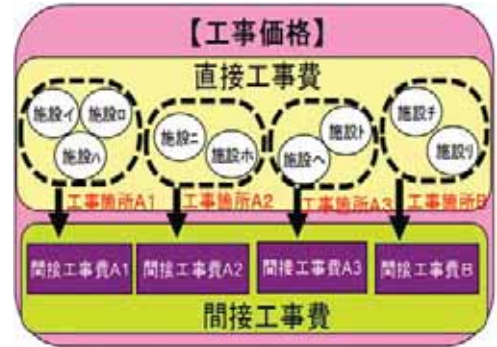 【工事価格】
直接工事費
施設イ 施設ロ
施設ハ
施設ニ
施設ホ
施設ト
施設ヘ
施設チ
施設リ
工事箇所A1 工事箇所A2 工事箇所A3 工事箇所B
間接工事費A1 間接工事費A2 間接工事費A3 間接工事費B
間接工事費